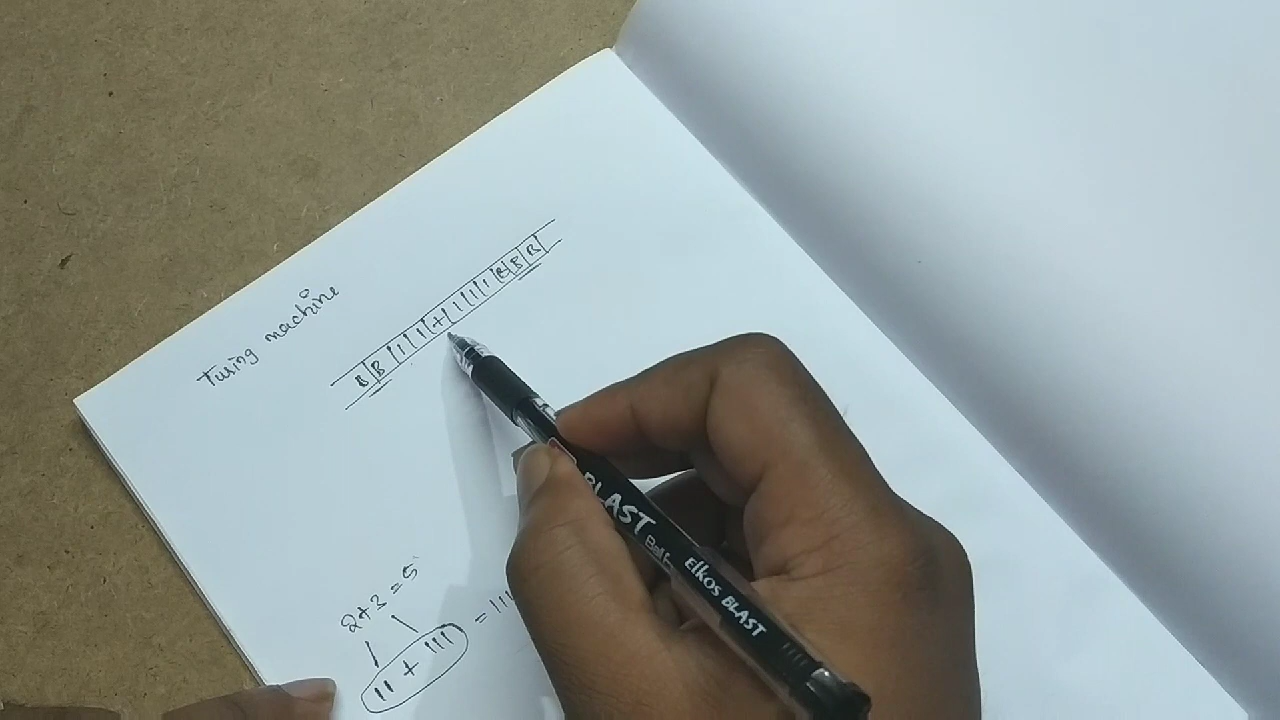 Turing machine
B B 1 1 + 1 1 1 B B B
2 + 3 = 5
11 + 111 = 111
BLAST
Elkos BLAST